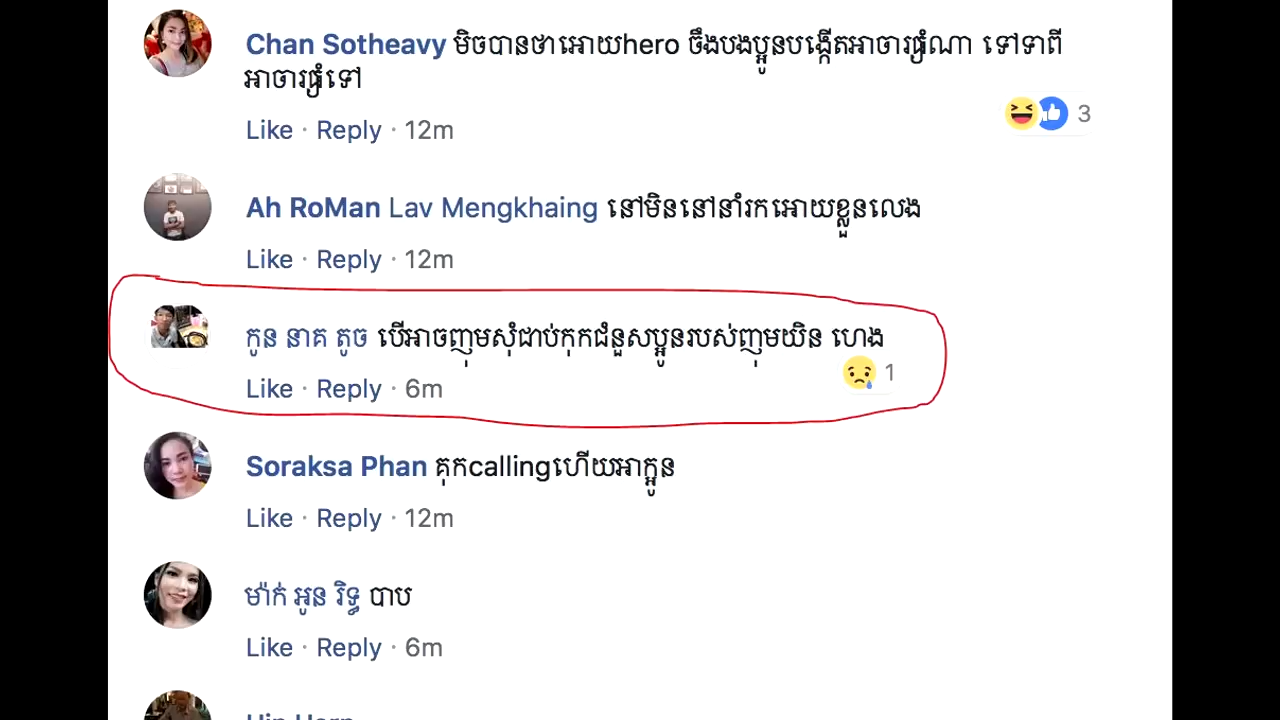 Chan Sotheavy មិចបានថាអោយhero ចឹងបងប្អូនបង្កើតអាចារធ្ំណា ទៅទាពី
អាចារធ្ំទៅ
3
Like · Reply · 12m
Ah RoMan Lav Mengkhaing នៅមិននៅនាំរកអោយខ្លួនលេង
Like · Reply · 12m
កូន នាគ តូច បើអាចញុមសុំជាប់កុកជំនួសប្អូនរបស់ញុមយិន ហេង
1
Like · Reply · 6m
Soraksa Phan គុកcallingហើយអាក្អូន
Like · Reply · 12m
ម៉ាក់ អូន រិទ្ធ បាប
Like · Reply · 6m